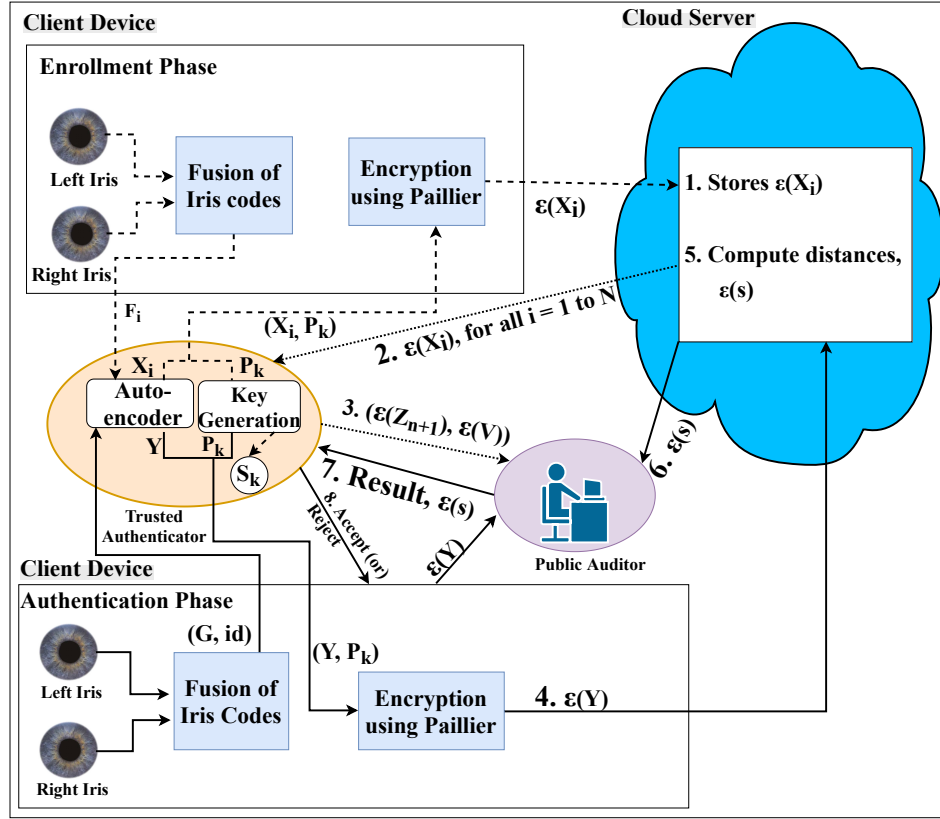 Client Device
Cloud Server
Enrollment Phase
Left Iris
Right Iris
Fusion of
Iris codes
Encryption
using Paillier
ε(Xᵢ)
1. Stores ε(Xᵢ)
5. Compute distances,
ε(s)
Fᵢ
(Xᵢ, Pₖ)
2. ε(Xᵢ), for all i = 1 to N
Xᵢ
Pₖ
Auto-
encoder
Key
Generation
Y
Pₖ
Sₖ
Trusted
Authenticator
3. (ε(Zₙ₊₁), ε(V))
6. ε(s)
7. Result, ε(s)
8. Accept (or)
Reject
ε(Y)
Public Auditor
Client Device
Authentication Phase
(G, id)
Left Iris
Right Iris
Fusion of
Iris Codes
(Y, Pₖ)
Encryption
using Paillier
4. ε(Y)